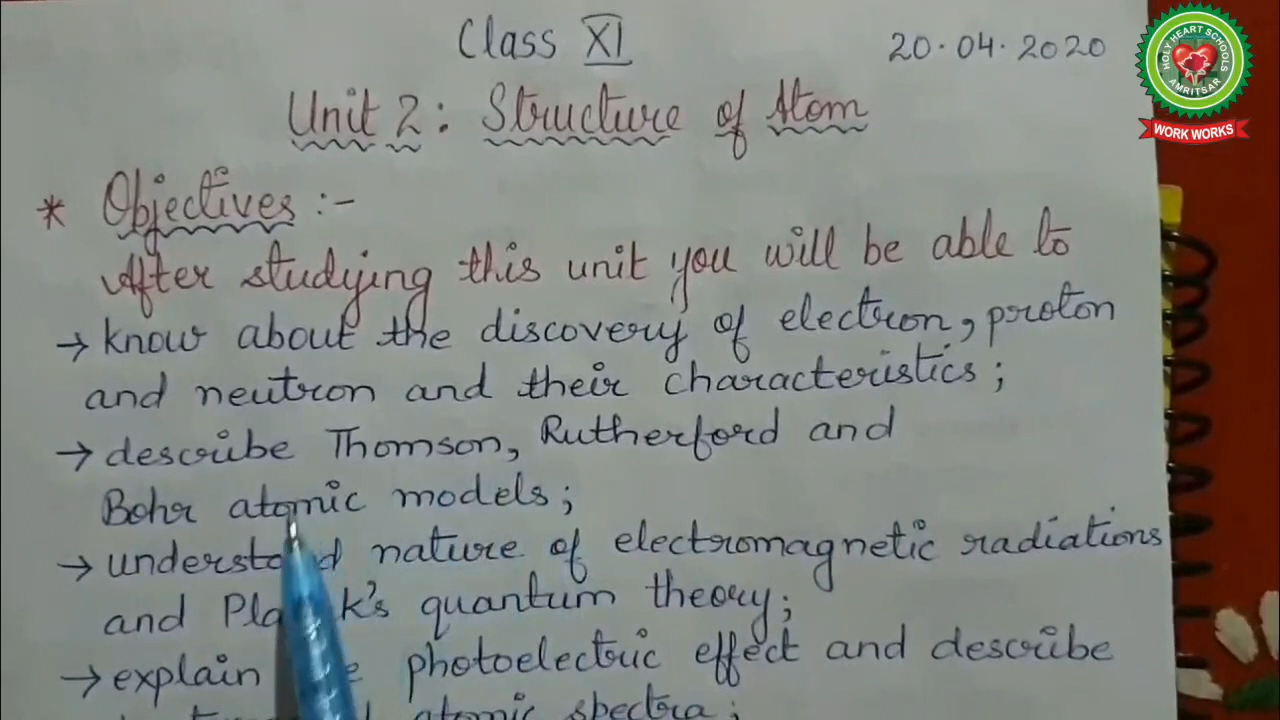 Class XI
20.04.2020
HOLY HEART SCHOOLS
AMRITSAR
WORK WORKS
Unit 2: Structure of Atom
* Objectives :-
After studying this unit you will be able to
→ know about the discovery of electron, proton
and neutron and their characteristics;
→ describe Thomson, Rutherford and
Bohr atomic models;
→ understand nature of electromagnetic radiations
and Planck's quantum theory;
→ explain photoelectric effect and describe
atomic spectra;